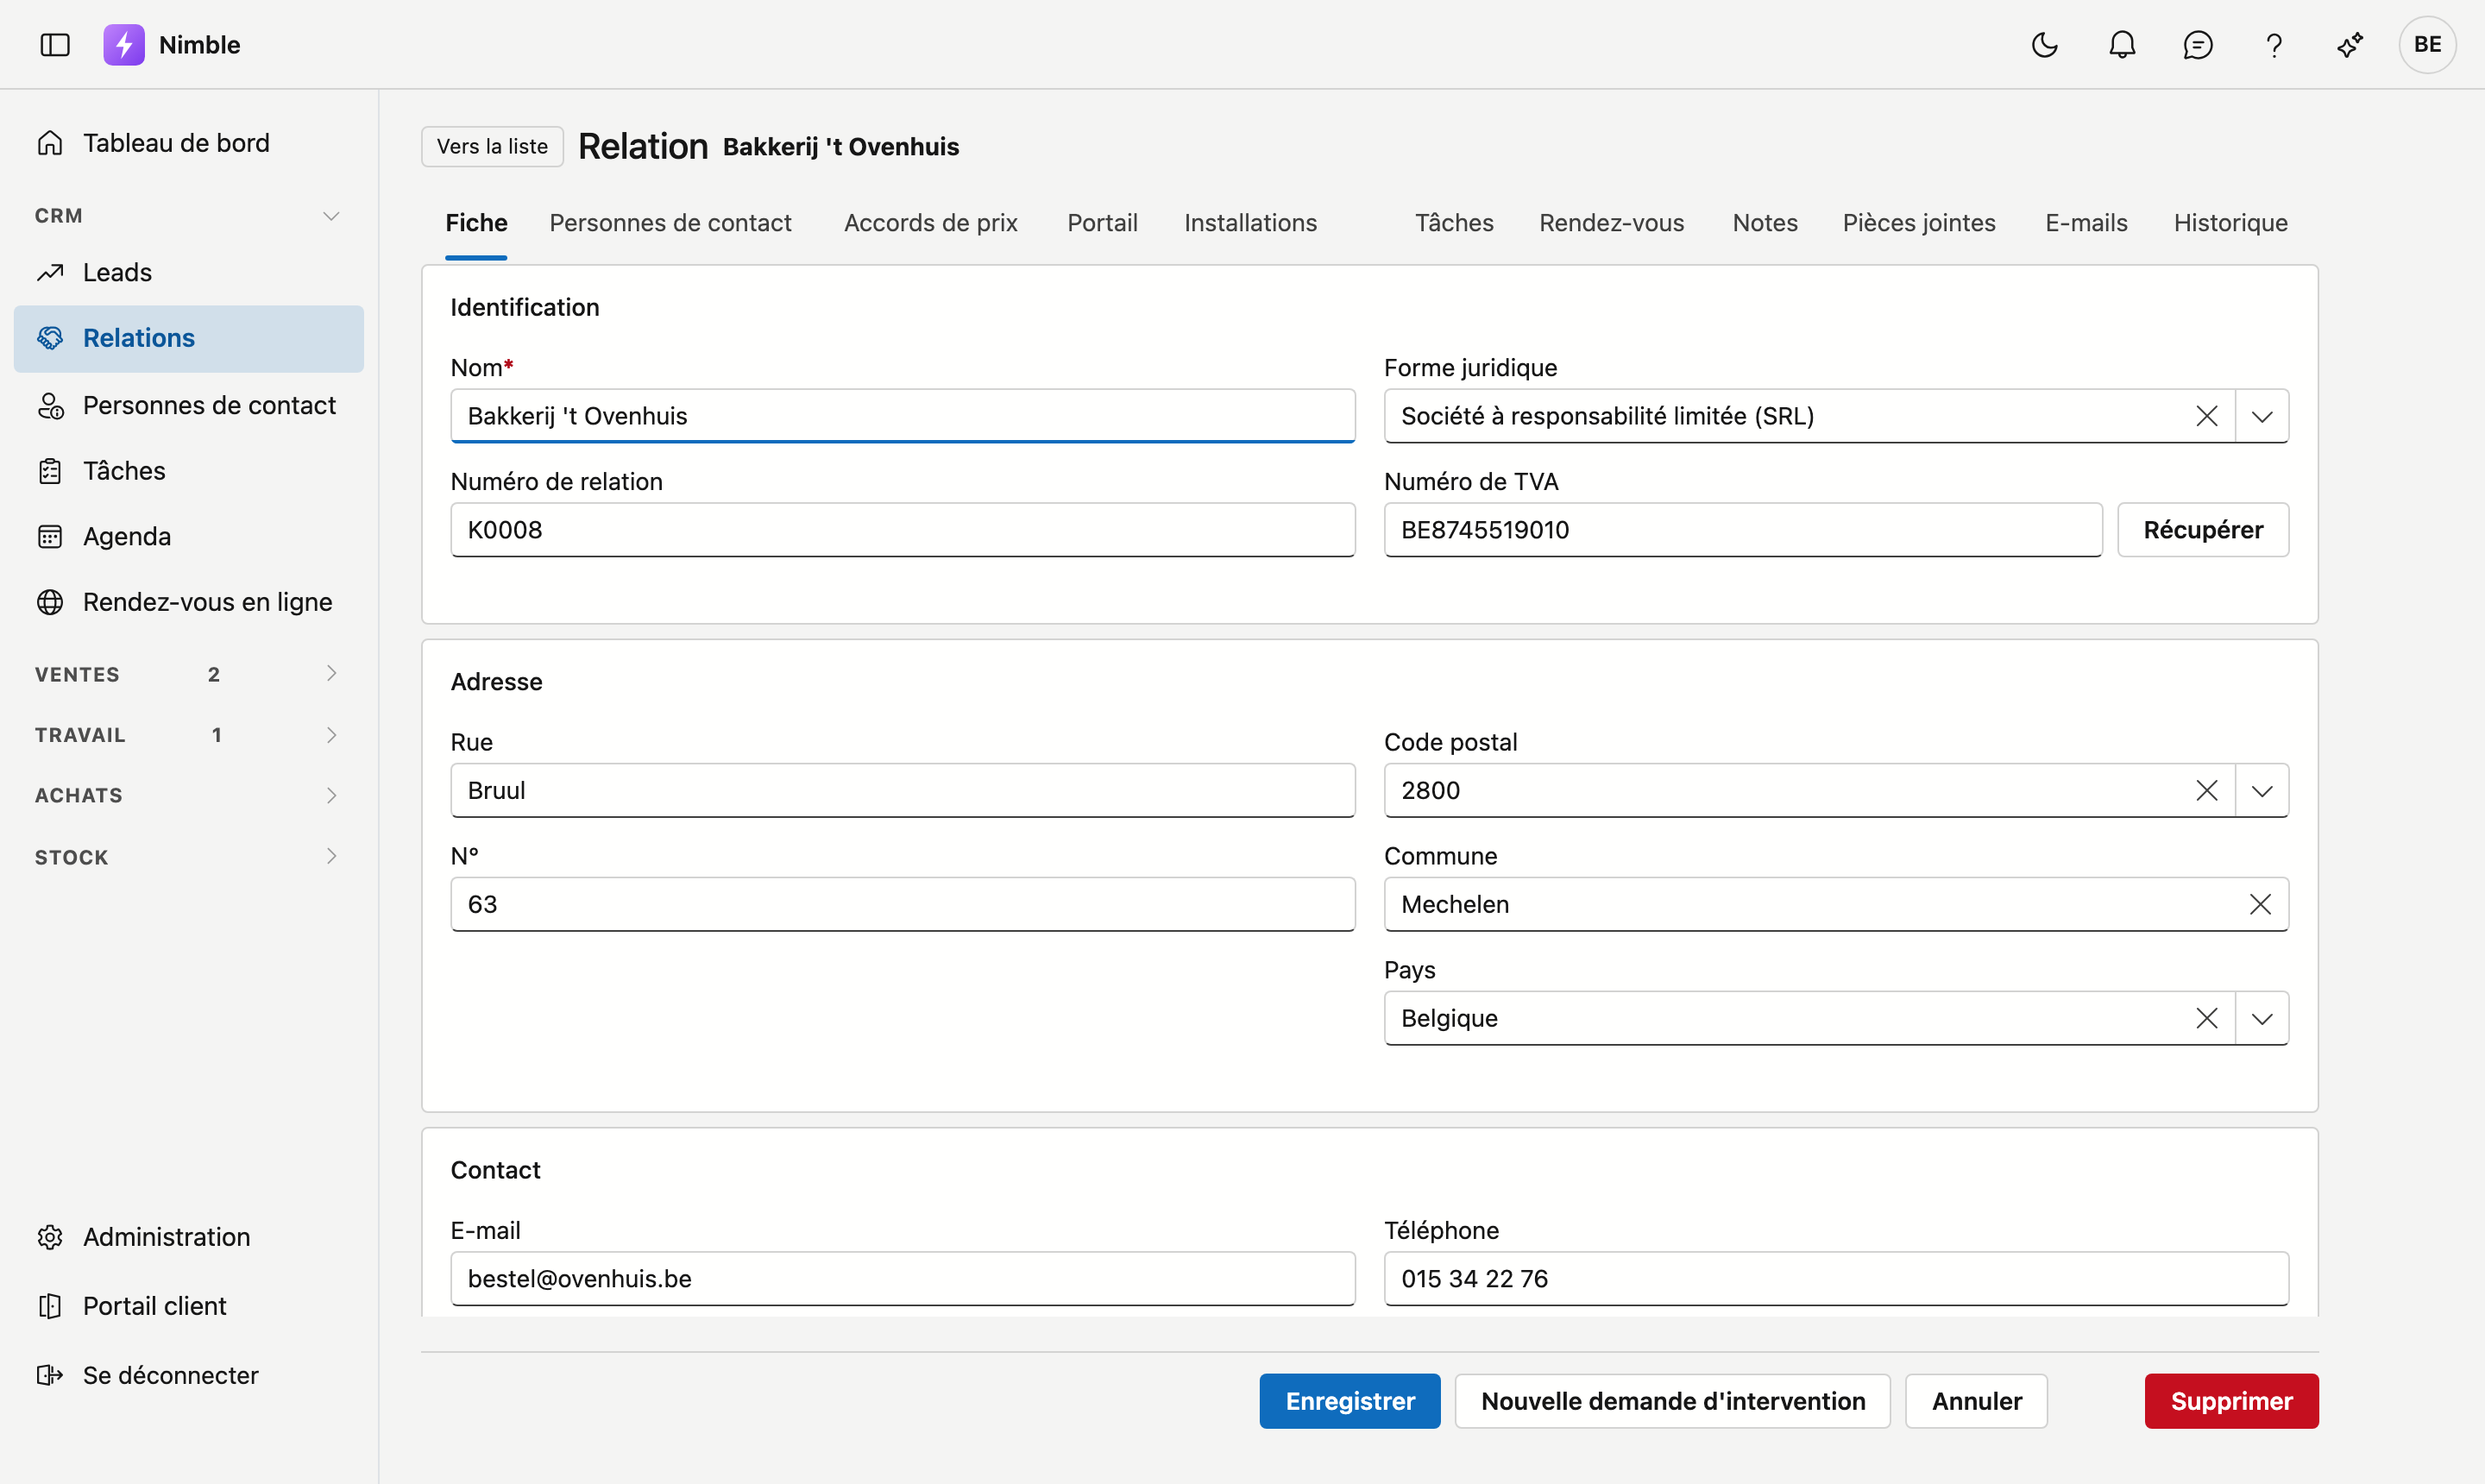 Nimble
BE
Tableau de bord
CRM
Leads
Relations
Personnes de contact
Tâches
Agenda
Rendez-vous en ligne
VENTES 2
TRAVAIL 1
ACHATS
STOCK
Administration
Portail client
Se déconnecter
Vers la liste Relation Bakkerij 't Ovenhuis
Fiche Personnes de contact Accords de prix Portail Installations Tâches Rendez-vous Notes Pièces jointes E-mails Historique
Identification
Nom* Forme juridique
Bakkerij 't Ovenhuis Société à responsabilité limitée (SRL)
Numéro de relation Numéro de TVA
K0008 BE8745519010 Récupérer
Adresse
Rue Code postal
Bruul 2800
N° Commune
63 Mechelen
Pays
Belgique
Contact
E-mail Téléphone
bestel@ovenhuis.be 015 34 22 76
Enregistrer Nouvelle demande d'intervention Annuler Supprimer